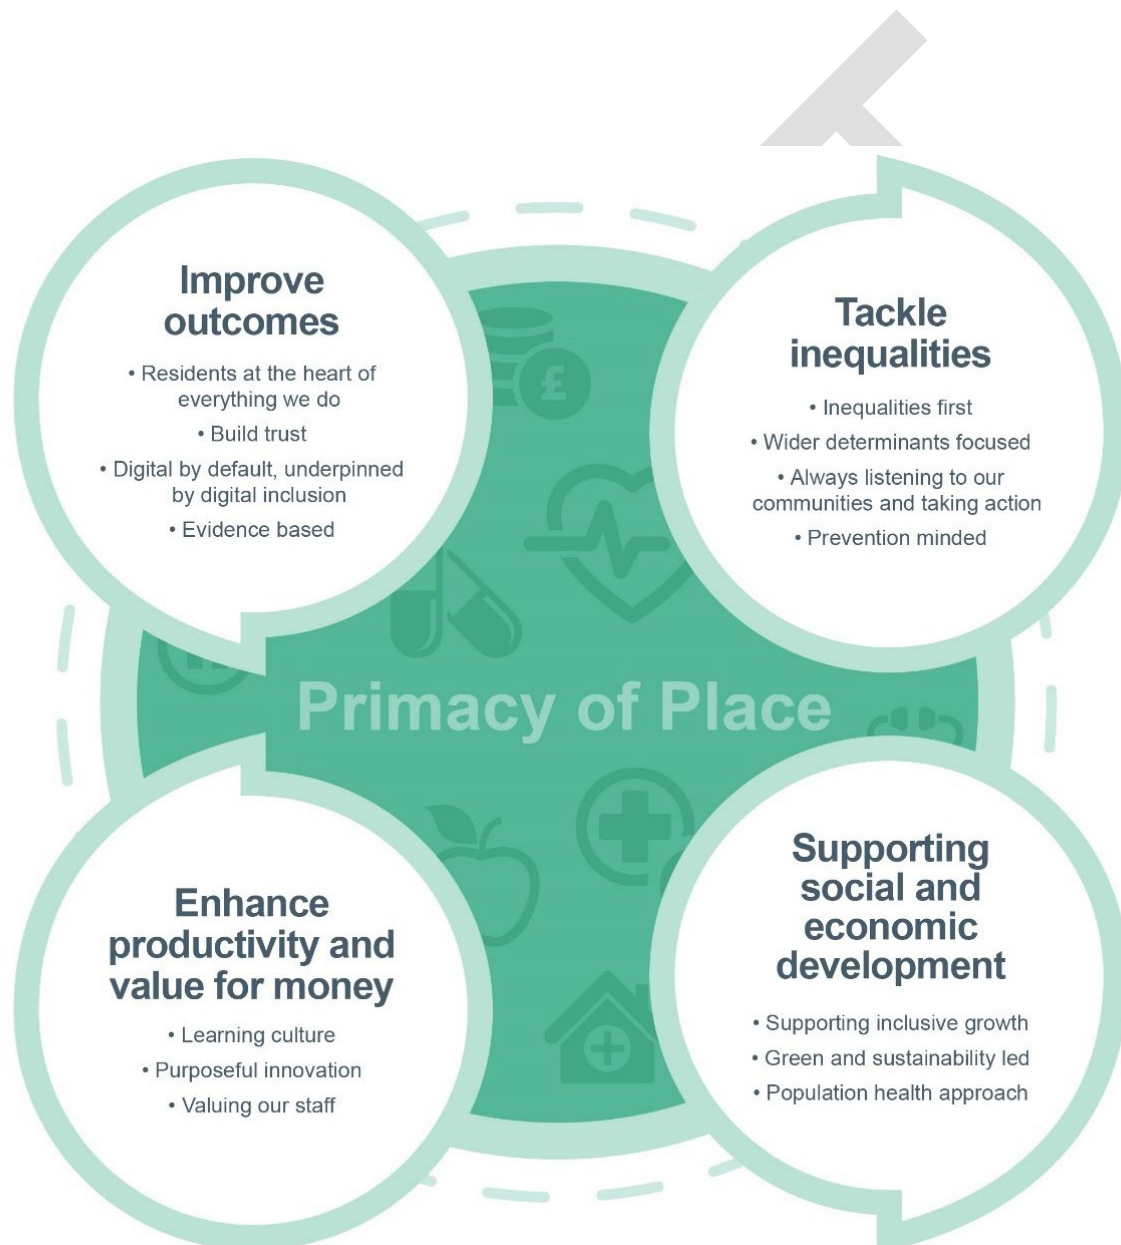 Improve
outcomes
• Residents at the heart of
everything we do
• Build trust
• Digital by default, underpinned
by digital inclusion
• Evidence based
Tackle
inequalities
• Inequalities first
• Wider determinants focused
• Always listening to our
communities and taking action
• Prevention minded
£
Primacy of Place
Enhance
productivity and
value for money
• Learning culture
• Purposeful innovation
• Valuing our staff
Supporting
social and
economic
development
• Supporting inclusive growth
• Green and sustainability led
• Population health approach